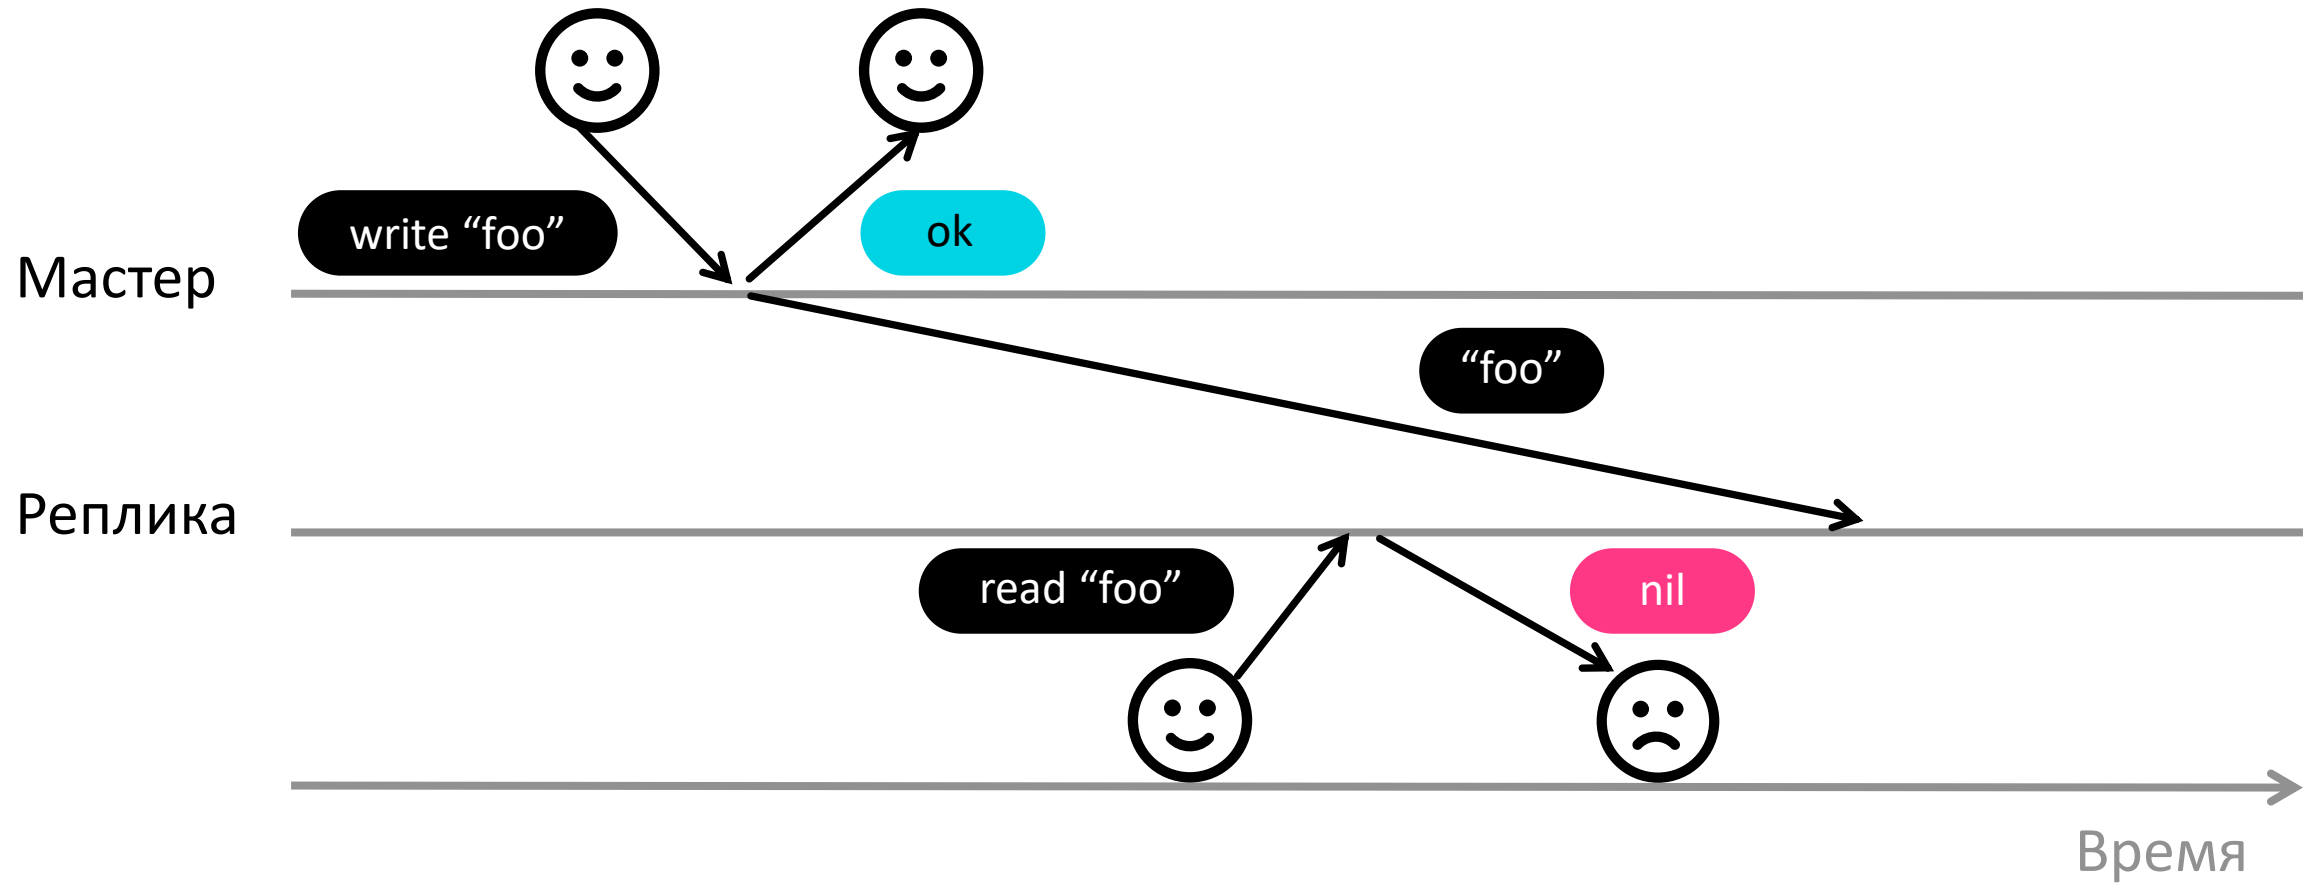 write “foo”
ok
Мастер
“foo”
Реплика
read “foo”
nil
Время